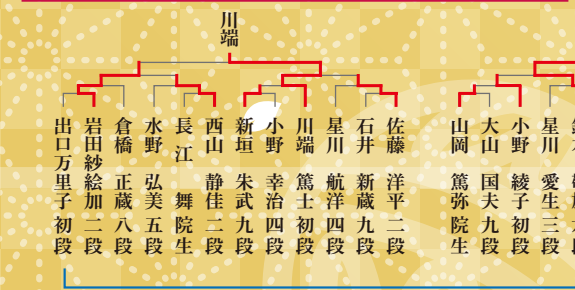 川端
出口万里子 初段
岩田紗絵加 二段
倉橋 正蔵 八段
水野 弘美 五段
長江 舞 院生
西山 静佳 二段
新垣 朱武 九段
小野 幸治 四段
川端 篤士 初段
星川 航洋 四段
石井 新蔵 九段
佐藤 洋平 二段
山岡 篤弥 院生
大山 国夫 九段
小野 綾子 初段
星川 愛生 三段